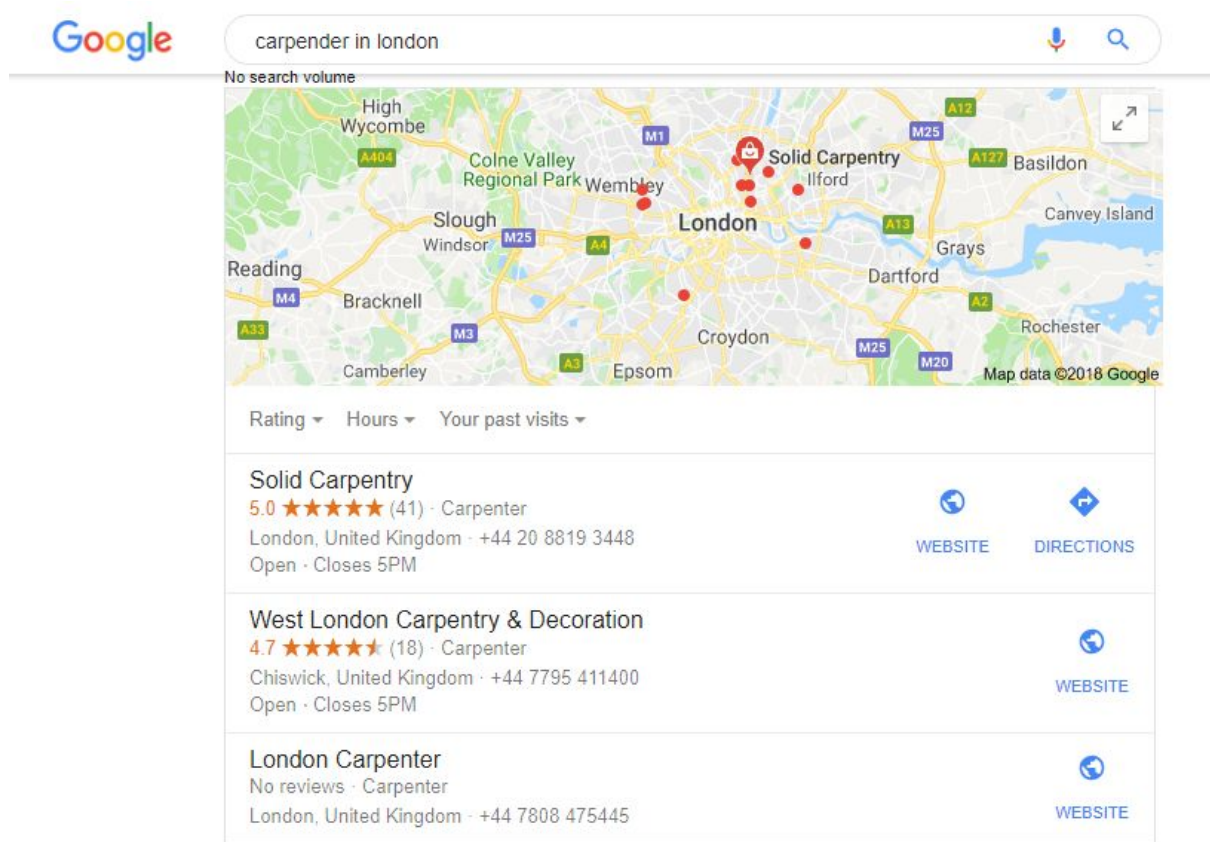 Google
carpender in london
No search volume
High
Wycombe
A12
M1
M25
A404
Colne Valley
Regional Park
Solid Carpentry
A127
Basildon
Wembley
Ilford
Slough
London
Canvey Island
Windsor
M25
A4
A13
Grays
Reading
Dartford
M4
Bracknell
A2
A33
M3
Croydon
Rochester
M25
Camberley
A3
Epsom
M20
Map data ©2018 Google
Rating Hours Your past visits
Solid Carpentry
5.0 (41) · Carpenter
London, United Kingdom · +44 20 8819 3448
Open · Closes 5PM
WEBSITE DIRECTIONS
West London Carpentry & Decoration
4.7 (18) · Carpenter
Chiswick, United Kingdom · +44 7795 411400
Open · Closes 5PM
WEBSITE
London Carpenter
No reviews · Carpenter
London, United Kingdom · +44 7808 475445
WEBSITE